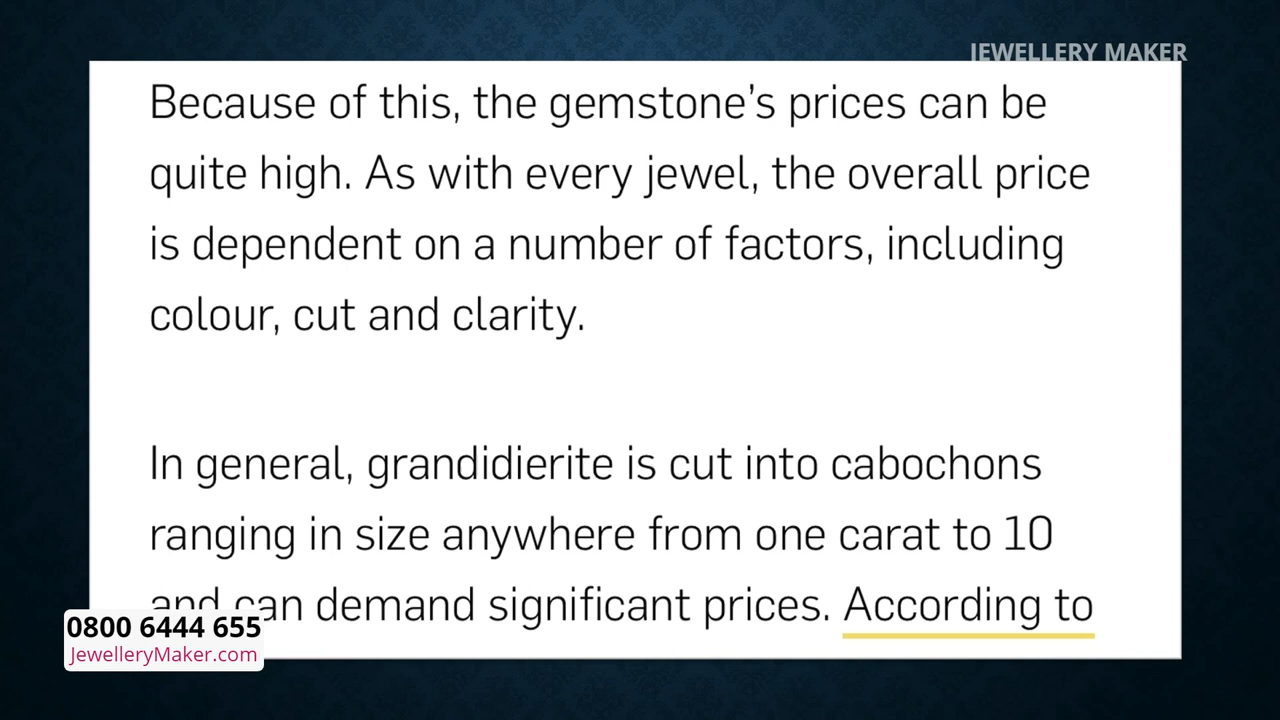 JEWELLERY MAKER
Because of this, the gemstone’s prices can be
quite high. As with every jewel, the overall price
is dependent on a number of factors, including
colour, cut and clarity.
In general, grandidierite is cut into cabochons
ranging in size anywhere from one carat to 10
and can demand significant prices. According to
0800 6444 655
JewelleryMaker.com